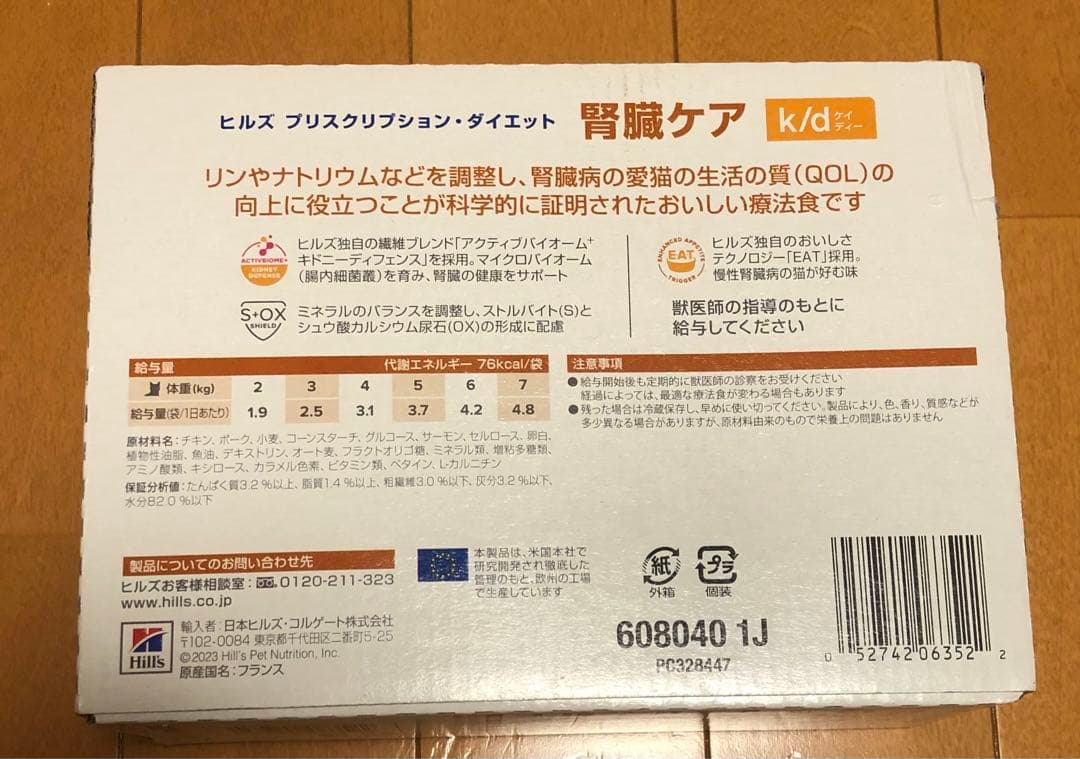 ヒルズ プリスクリプション・ダイエット 腎臓ケア k/d ケイディー
リンやナトリウムなどを調整し、腎臓病の愛猫の生活の質（QOL）の
向上に役立つことが科学的に証明されたおいしい療法食です
ACTIVBIOME+
KIDNEY
DEFENSE
ヒルズ独自の繊維ブレンド「アクティブバイオーム+
キドニーディフェンス」を採用。マイクロバイオーム
（腸内細菌叢）を育み、腎臓の健康をサポート
S+OX
SHIELD
ミネラルのバランスを調整し、ストルバイト（S）と
シュウ酸カルシウム尿石（OX）の形成に配慮
ENHANCED APPETITE
EAT
TRIGGER
ヒルズ独自のおいしさ
テクノロジー「EAT」採用。
慢性腎臓病の猫が好む味
獣医師の指導のもとに
給与してください
給与量 代謝エネルギー 76kcal/袋
体重（kg） 2 3 4 5 6 7
給与量（袋/1日あたり） 1.9 2.5 3.1 3.7 4.2 4.8
原材料名：チキン、ポーク、小麦、コーンスターチ、グルコース、サーモン、セルロース、卵白、
植物性油脂、魚油、デキストリン、オート麦、フラクトオリゴ糖、ミネラル類、増粘多糖類、
アミノ酸類、キシロース、カラメル色素、ビタミン類、ベタイン、L-カルニチン
保証分析値：たんぱく質3.2％以上、脂質1.4％以上、粗繊維3.0％以下、灰分3.2％以下、
水分82.0％以下
注意事項
●給与開始後も定期的に獣医師の診察をお受けください
経過によっては、最適な療法食が変わる場合もあります
●残った場合は冷蔵保存し、早めに使い切ってください。製品により、色、香り、質感などが
多少異なる場合がありますが、原材料由来のもので栄養上の問題はありません
製品についてのお問い合わせ先
ヒルズお客様相談室：0120-211-323
www.hills.co.jp
Hill's
輸入者：日本ヒルズ・コルゲート株式会社
〒102-0084 東京都千代田区二番町5-25
©2023 Hill's Pet Nutrition, Inc.
原産国名：フランス
本製品は、米国本社で
研究開発され徹底した
管理のもと、欧州の工場
で生産しています
紙
外箱
プラ
個装
608040 1J
PC328447
0 52742 06352 2